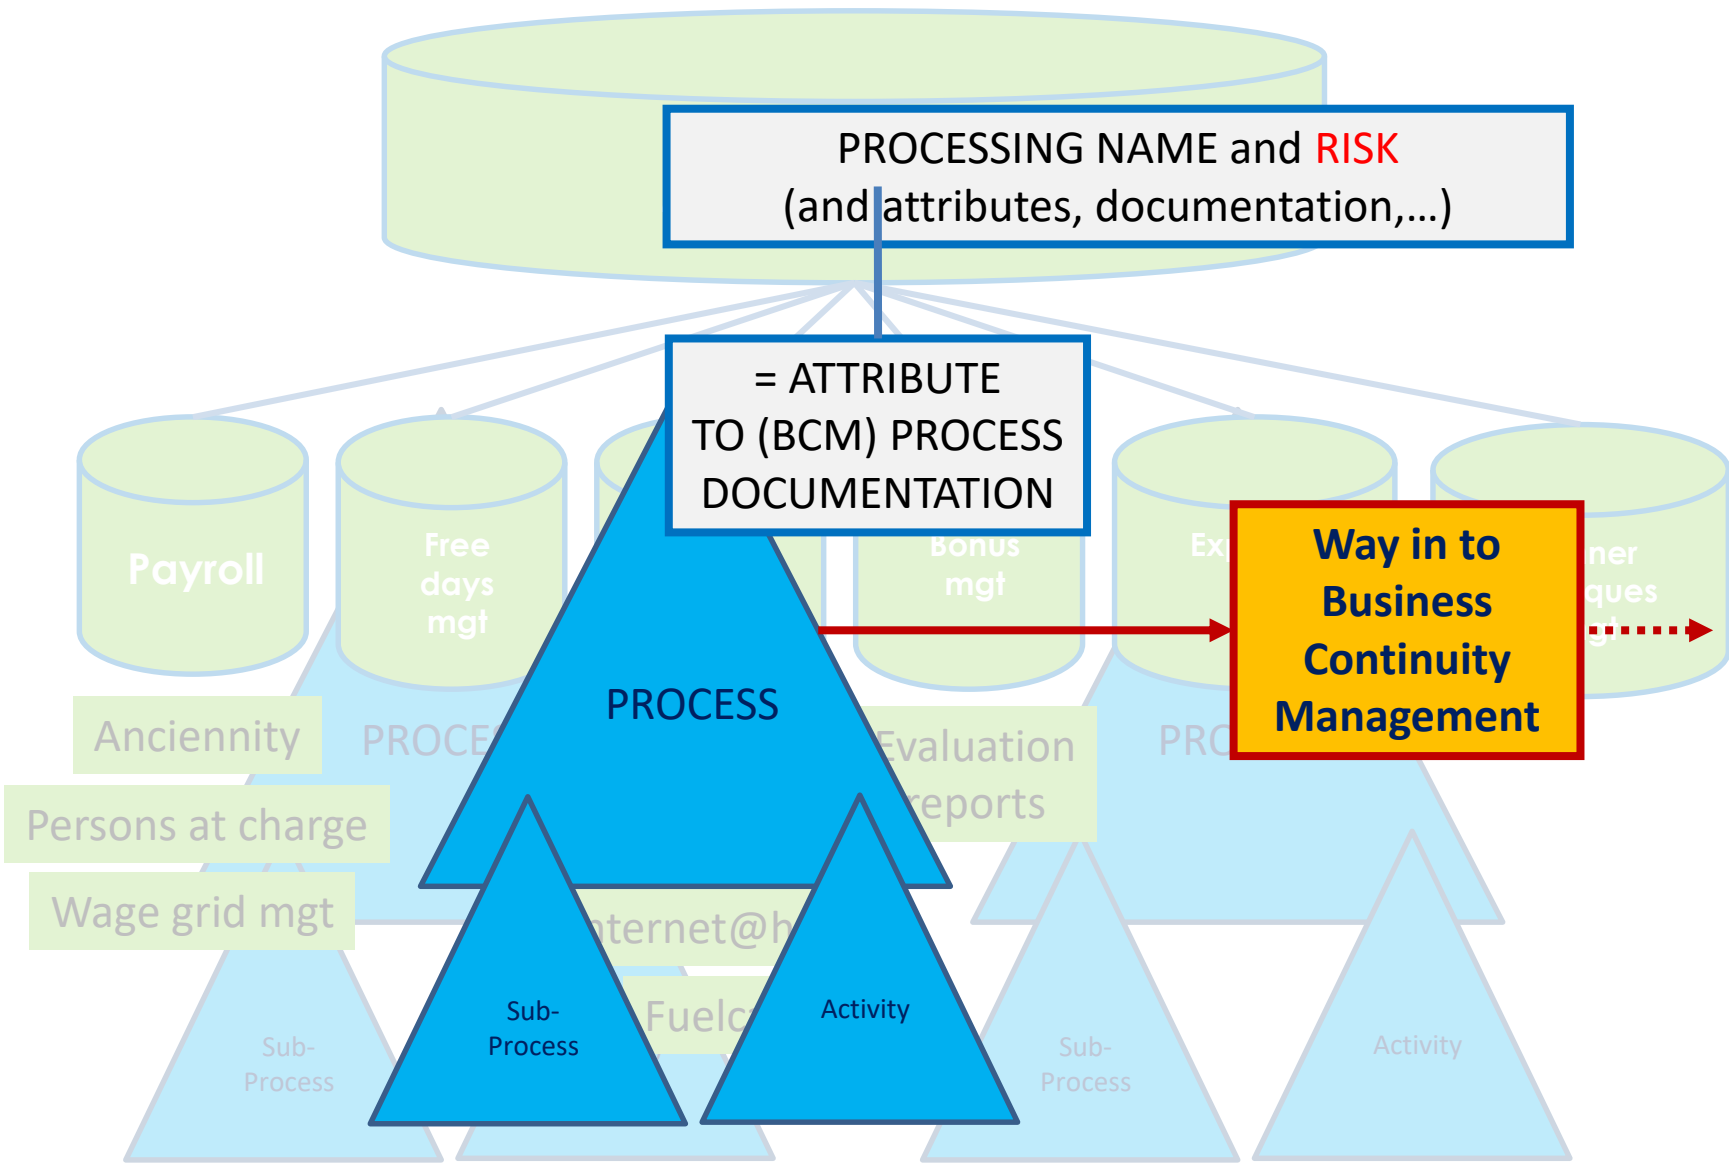 PROCESSING NAME and RISK
(and attributes, documentation,...)
= ATTRIBUTE
TO (BCM) PROCESS
DOCUMENTATION
Payroll
Free
days
mgt
Bonus
mgt
Way in to
Business
Continuity
Management
PROCESS
Anciennity
Persons at charge
Wage grid mgt
Evaluation
reports
Sub-
Process
Activity
Sub-
Process
Sub-
Process
Activity